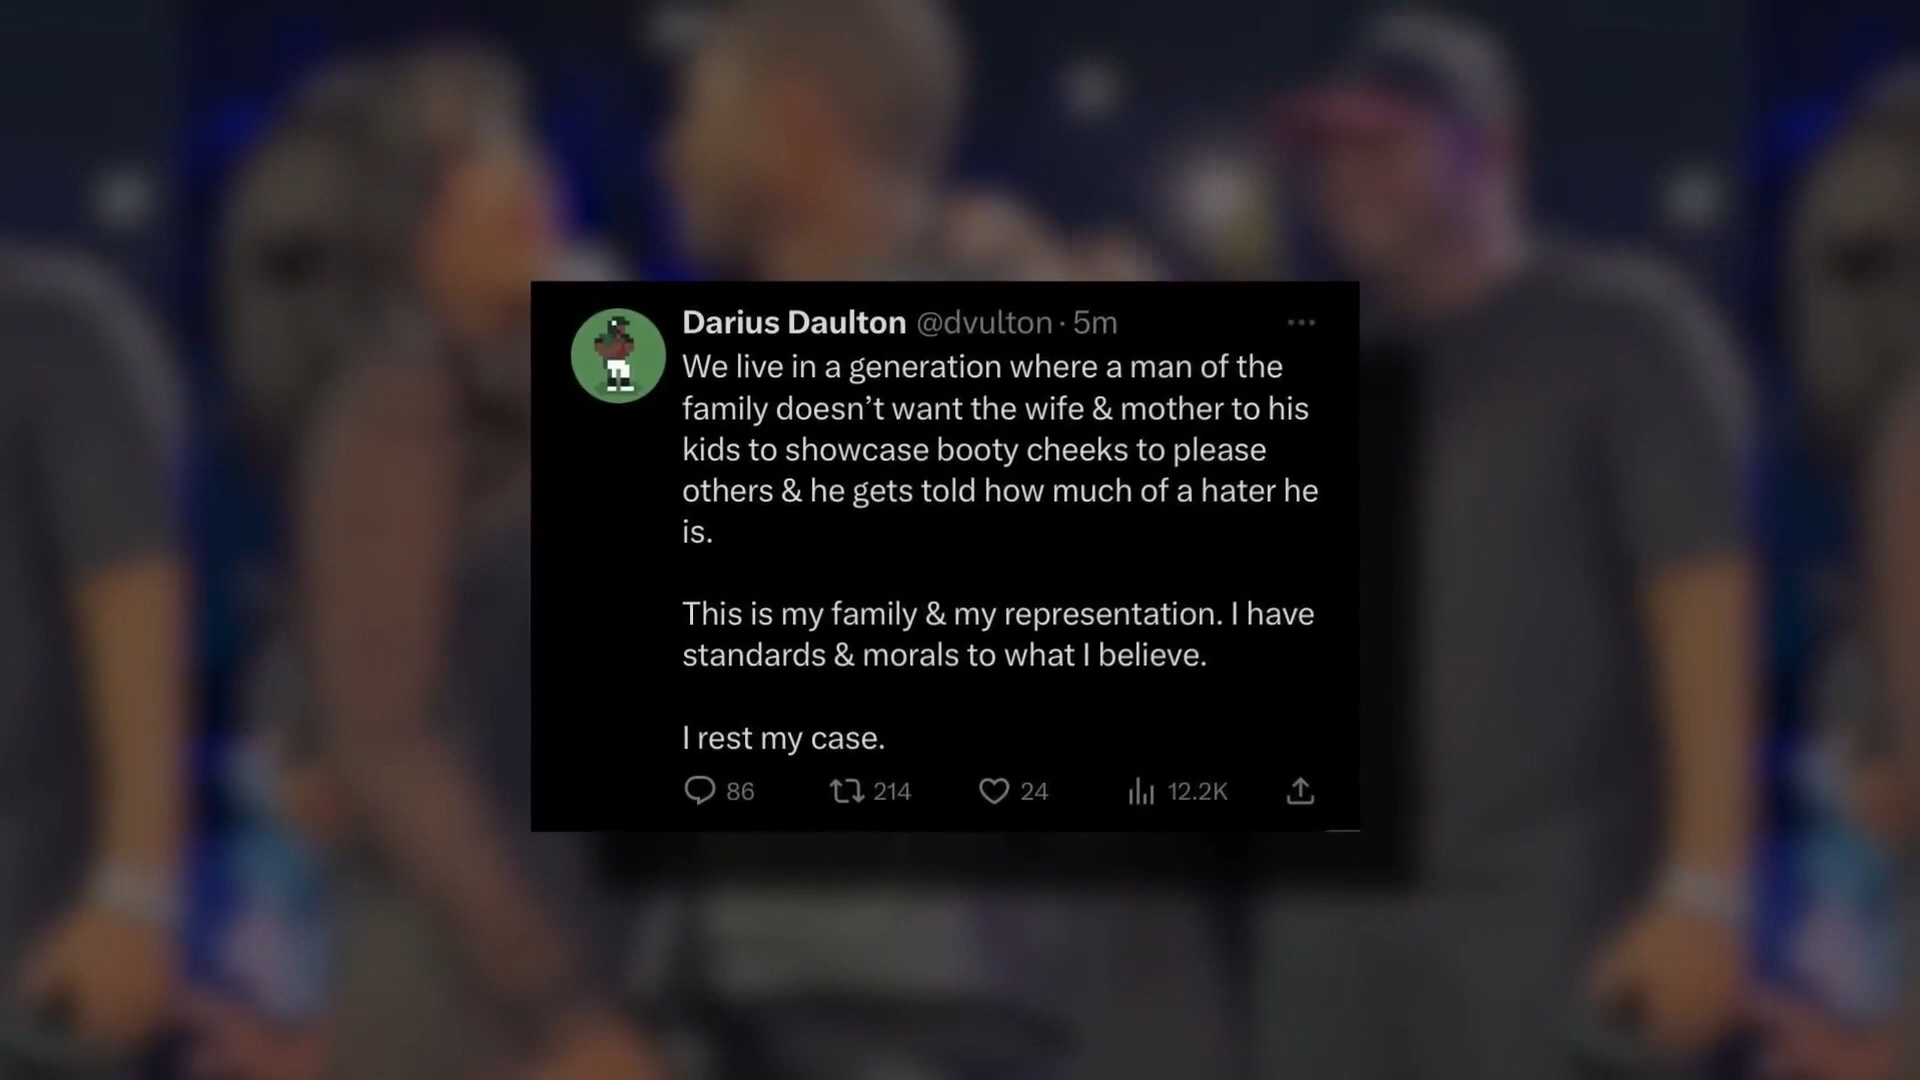 Darius Daulton @dvulton · 5m
We live in a generation where a man of the
family doesn’t want the wife & mother to his
kids to showcase booty cheeks to please
others & he gets told how much of a hater he
is.
This is my family & my representation. I have
standards & morals to what I believe.
I rest my case.
86 214 24 12.2K